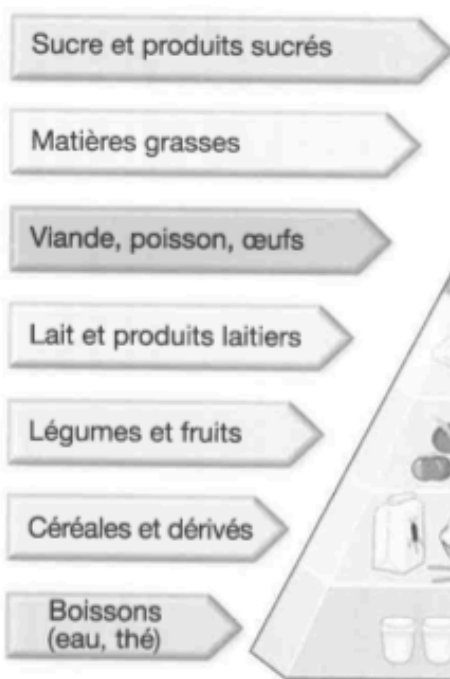 Sucre et produits sucrés
Matières grasses
Viande, poisson, œufs
Lait et produits laitiers
Légumes et fruits
Céréales et dérivés
Boissons
(eau, thé)